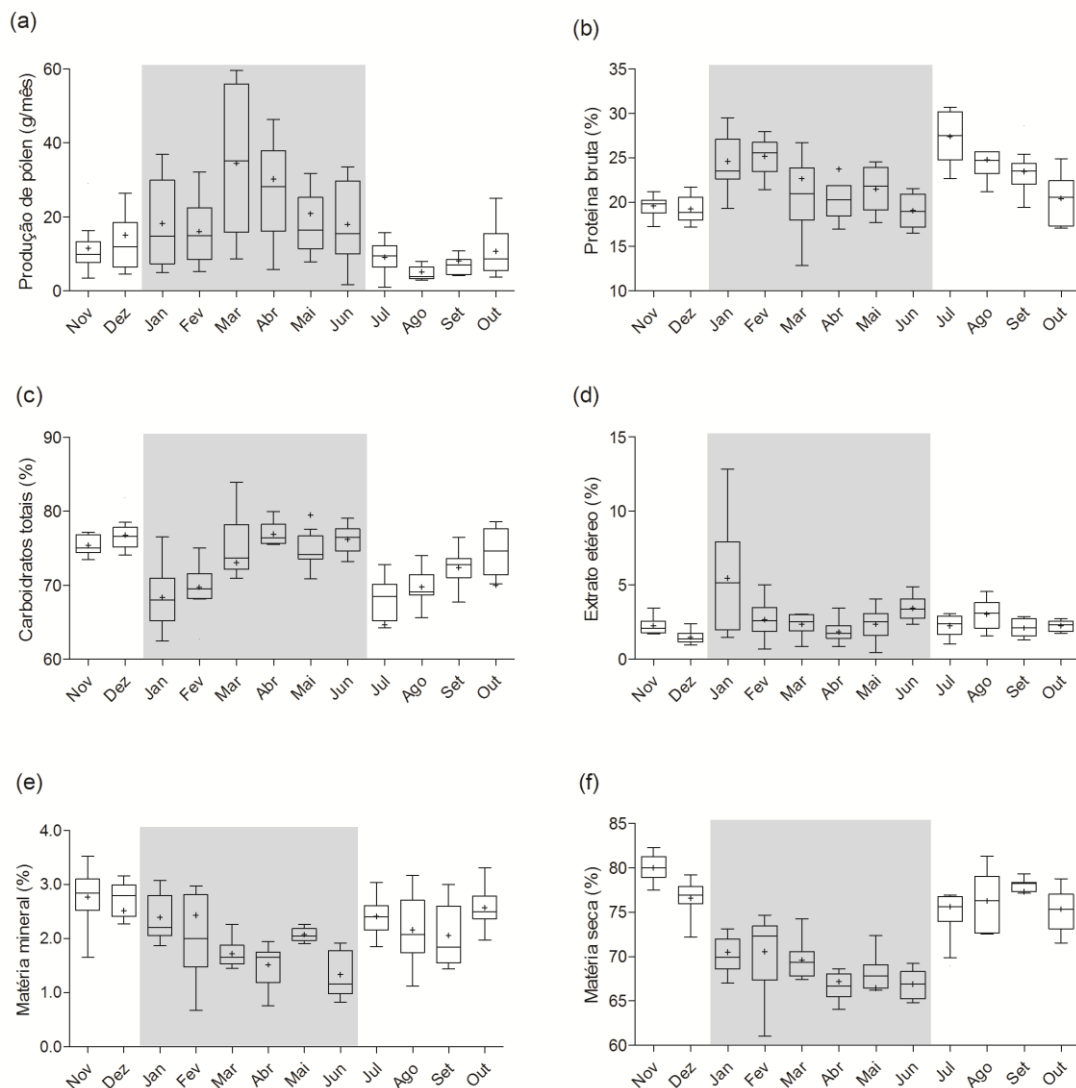 (a)
Produção de pólen (g/mês)
60
40
20
0
Nov Dez Jan Fev Mar Abr Mai Jun Jul Ago Set Out
(b)
Proteína bruta (%)
35
30
25
20
15
10
Nov Dez Jan Fev Mar Abr Mai Jun Jul Ago Set Out
(c)
Carboidratos totais (%)
90
80
70
60
Nov Dez Jan Fev Mar Abr Mai Jun Jul Ago Set Out
(d)
Extrato etéreo (%)
15
10
5
0
Nov Dez Jan Fev Mar Abr Mai Jun Jul Ago Set Out
(e)
Matéria mineral (%)
4.0
3.0
2.0
1.0
0.0
Nov Dez Jan Fev Mar Abr Mai Jun Jul Ago Set Out
(f)
Matéria seca (%)
85
80
75
70
65
60
Nov Dez Jan Fev Mar Abr Mai Jun Jul Ago Set Out